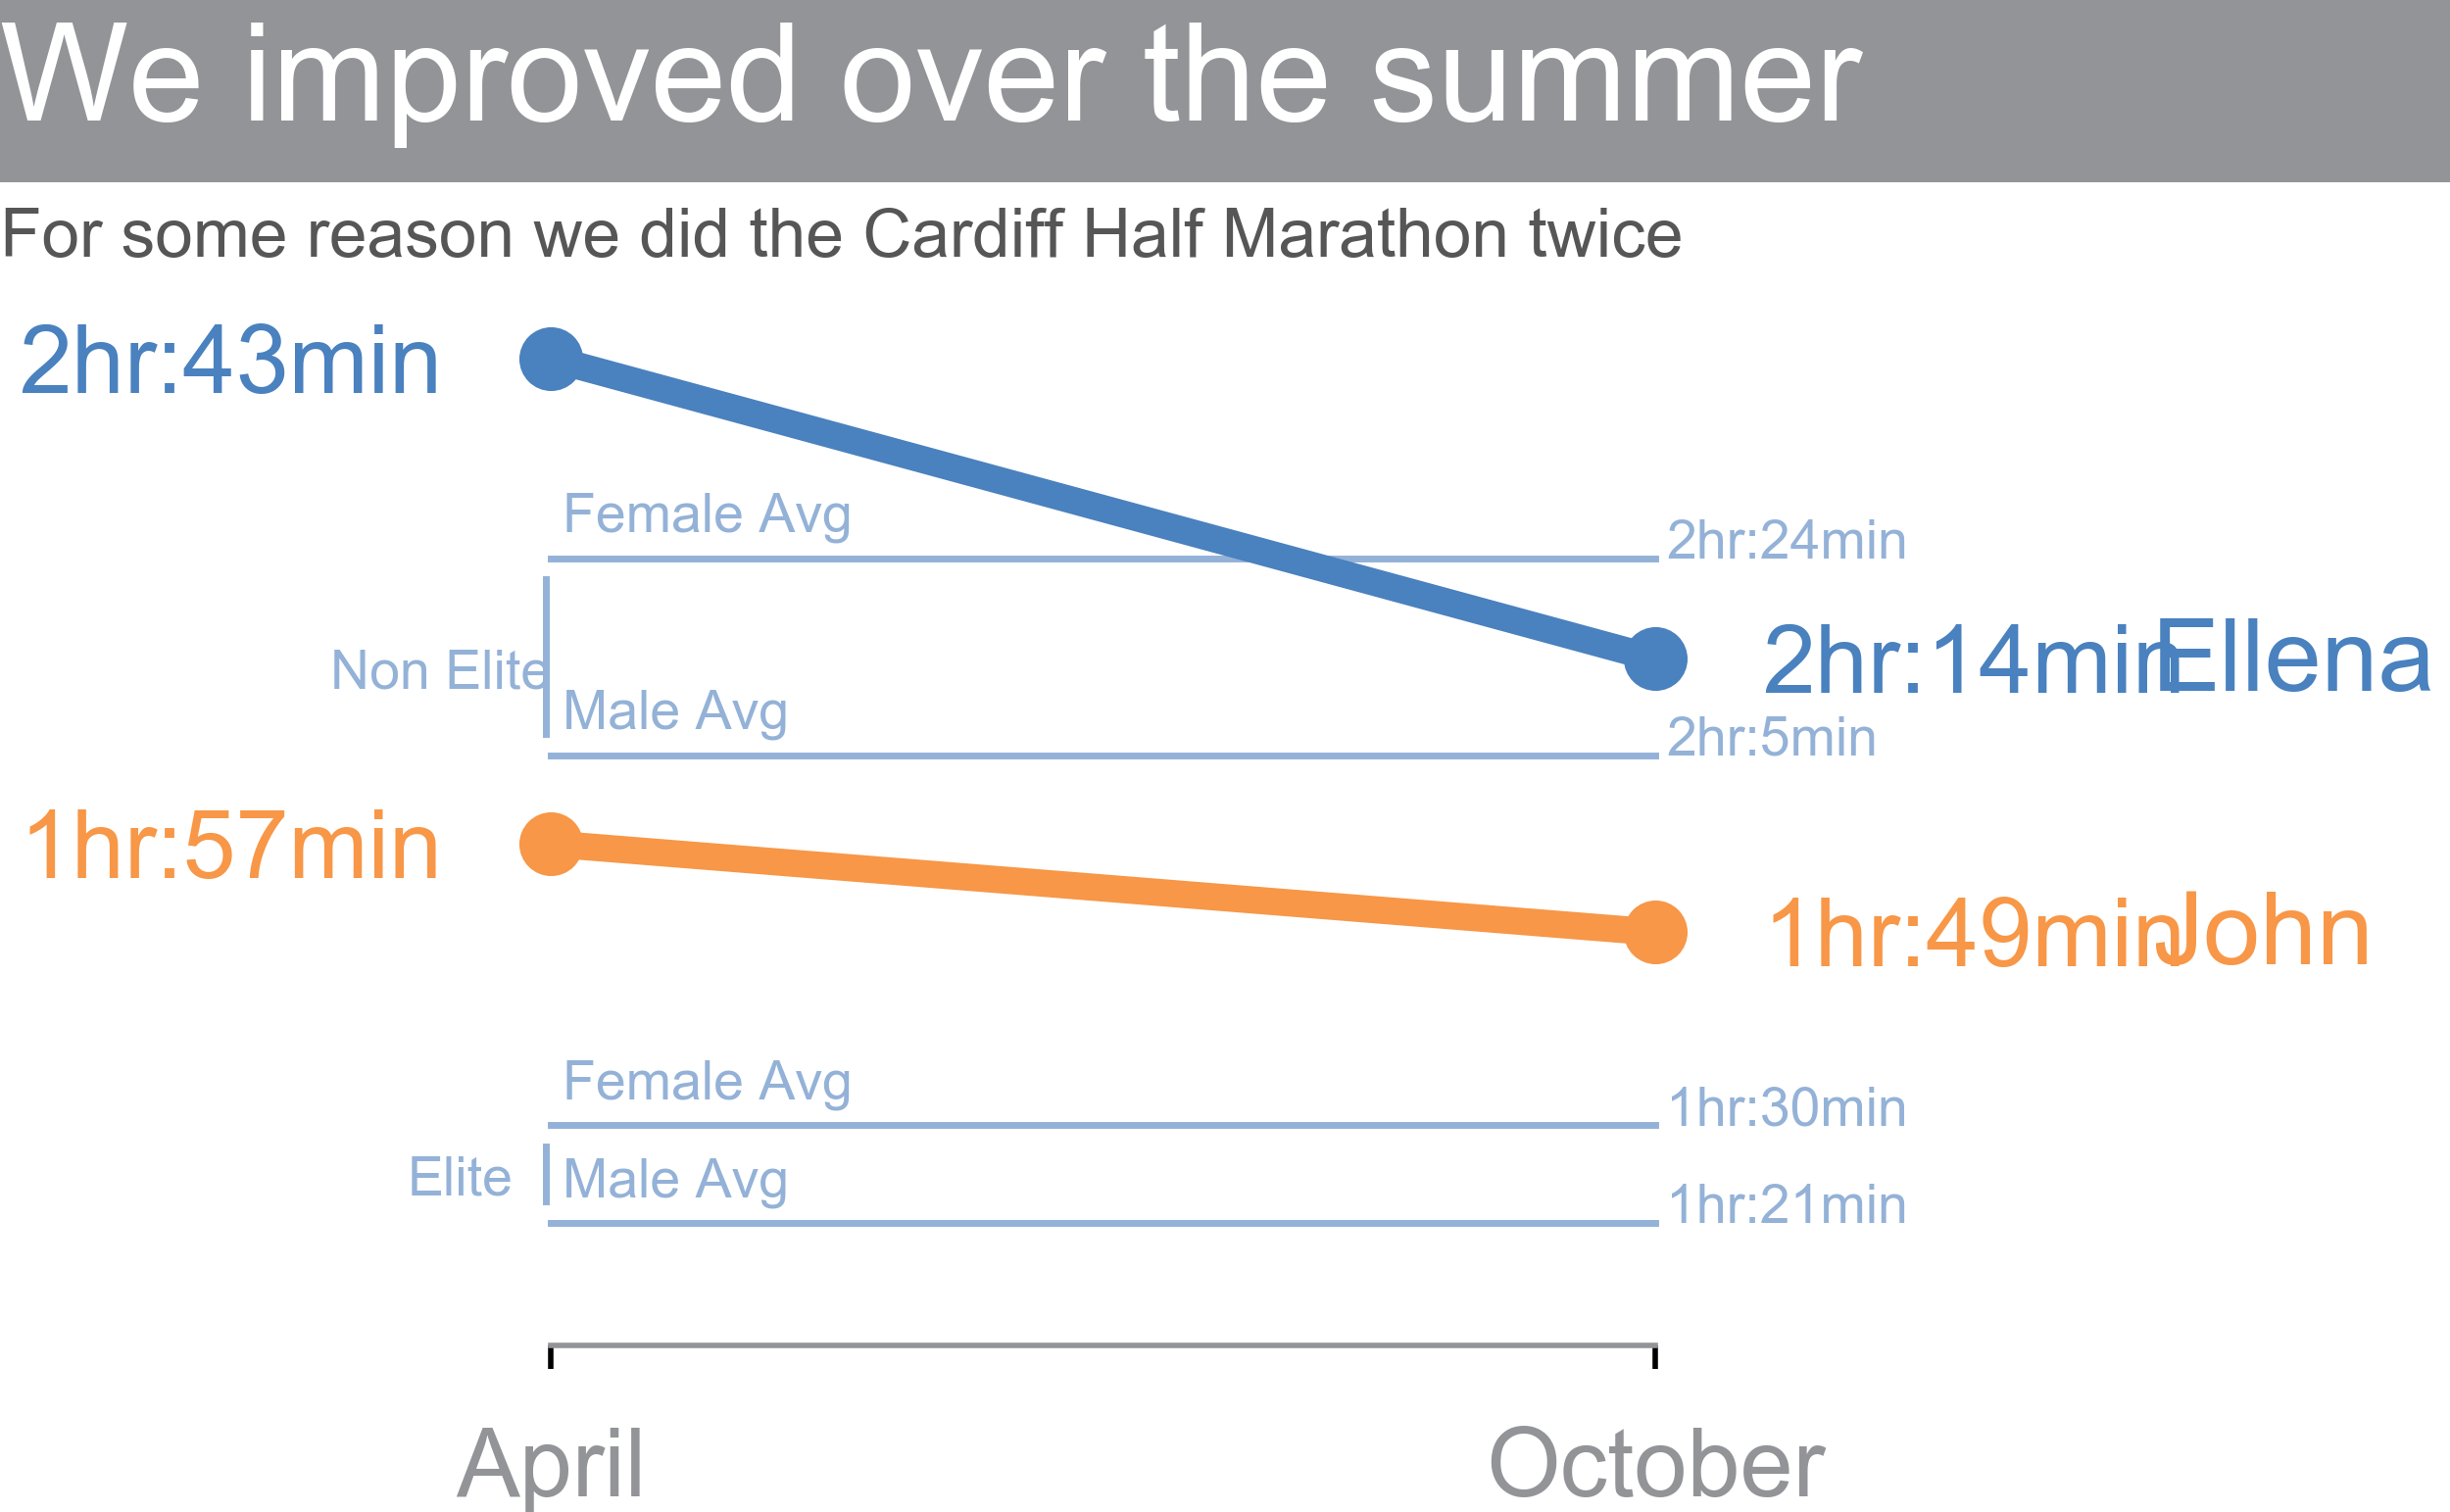 We improved over the summer
For some reason we did the Cardiff Half Marathon twice
2hr:43min
Female Avg
2hr:24min
2hr:14min Ellena
Non Elite
Male Avg
2hr:5min
1hr:57min
1hr:49min John
Female Avg
1hr:30min
Elite
Male Avg
1hr:21min
April
October